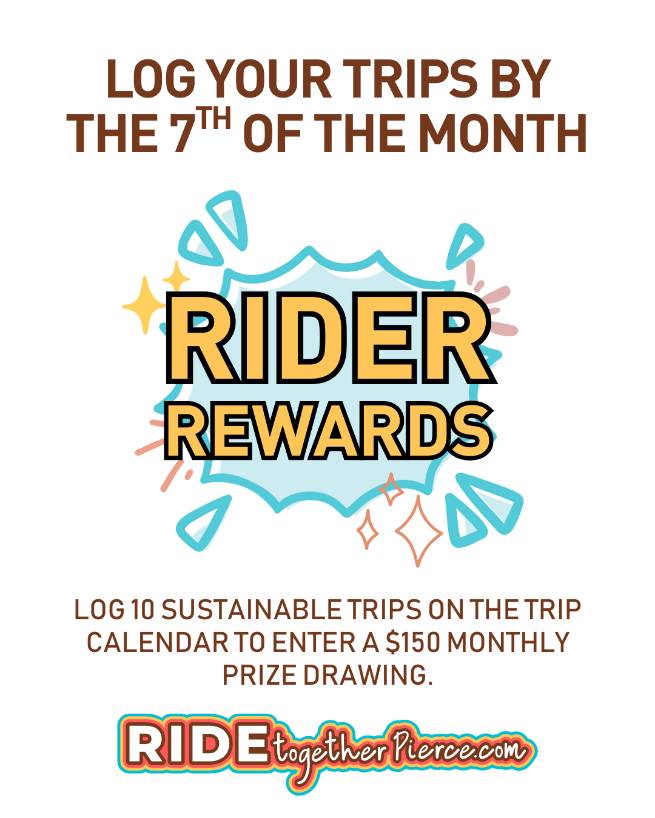 LOG YOUR TRIPS BY
THE 7TH OF THE MONTH
RIDER
REWARDS
LOG 10 SUSTAINABLE TRIPS ON THE TRIP
CALENDAR TO ENTER A $150 MONTHLY
PRIZE DRAWING.
RIDEtogetherPierce.com